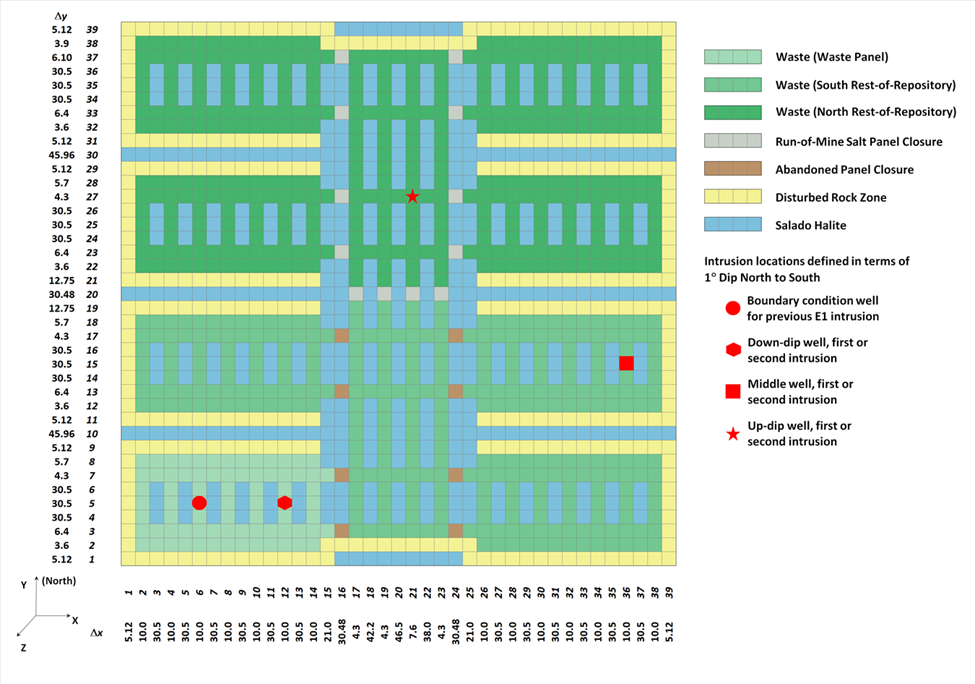 Δy
5.12 39
3.9 38
6.10 37
30.5 36
30.5 35
30.5 34
6.4 33
3.6 32
5.12 31
45.96 30
5.12 29
5.7 28
4.3 27
30.5 26
30.5 25
30.5 24
6.4 23
3.6 22
12.75 21
30.48 20
12.75 19
5.7 18
4.3 17
30.5 16
30.5 15
30.5 14
6.4 13
3.6 12
5.12 11
45.96 10
5.12 9
5.7 8
4.3 7
30.5 6
30.5 5
30.5 4
6.4 3
3.6 2
5.12 1
Waste (Waste Panel)
Waste (South Rest-of-Repository)
Waste (North Rest-of-Repository)
Run-of-Mine Salt Panel Closure
Abandoned Panel Closure
Disturbed Rock Zone
Salado Halite
Intrusion locations defined in terms of
1° Dip North to South
Boundary condition well
for previous E1 intrusion
Down-dip well, first or
second intrusion
Middle well, first or
second intrusion
Up-dip well, first or
second intrusion
Y (North)
X
Z
1 2 3 4 5 6 7 8 9 10 11 12 13 14 15 16 17 18 19 20 21 22 23 24 25 26 27 28 29 30 31 32 33 34 35 36 37 38 39
Δx 5.12 10.0 30.5 10.0 30.5 10.0 30.5 10.0 30.5 10.0 30.5 10.0 30.5 10.0 21.0 30.48 4.3 42.2 4.3 46.5 7.6 38.0 4.3 30.48 21.0 10.0 30.5 10.0 30.5 10.0 30.5 10.0 30.5 10.0 30.5 10.0 30.5 10.0 5.12